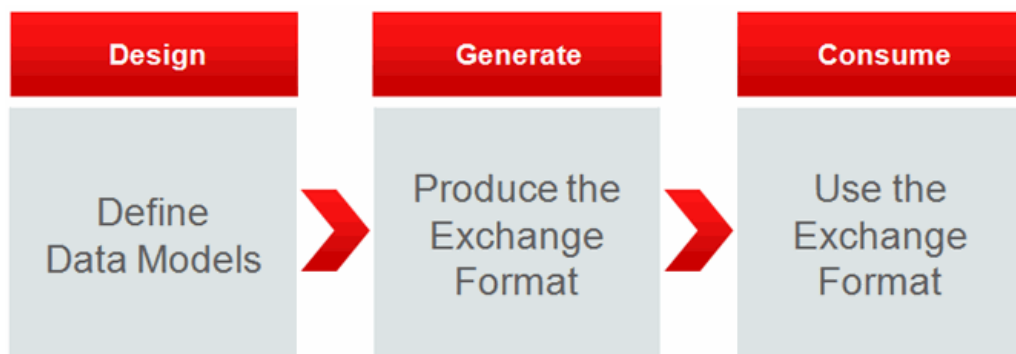 Design
Define
Data Models
Generate
Produce the
Exchange
Format
Consume
Use the
Exchange
Format